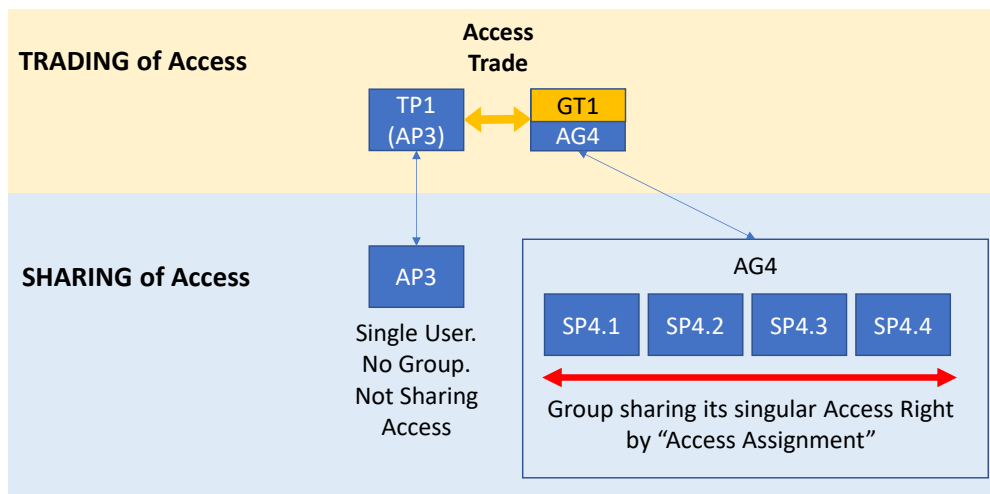 TRADING of Access
Access
Trade
TP1
(AP3)
GT1
AG4
SHARING of Access
AP3
Single User.
No Group.
Not Sharing
Access
AG4
SP4.1
SP4.2
SP4.3
SP4.4
Group sharing its singular Access Right
by “Access Assignment”